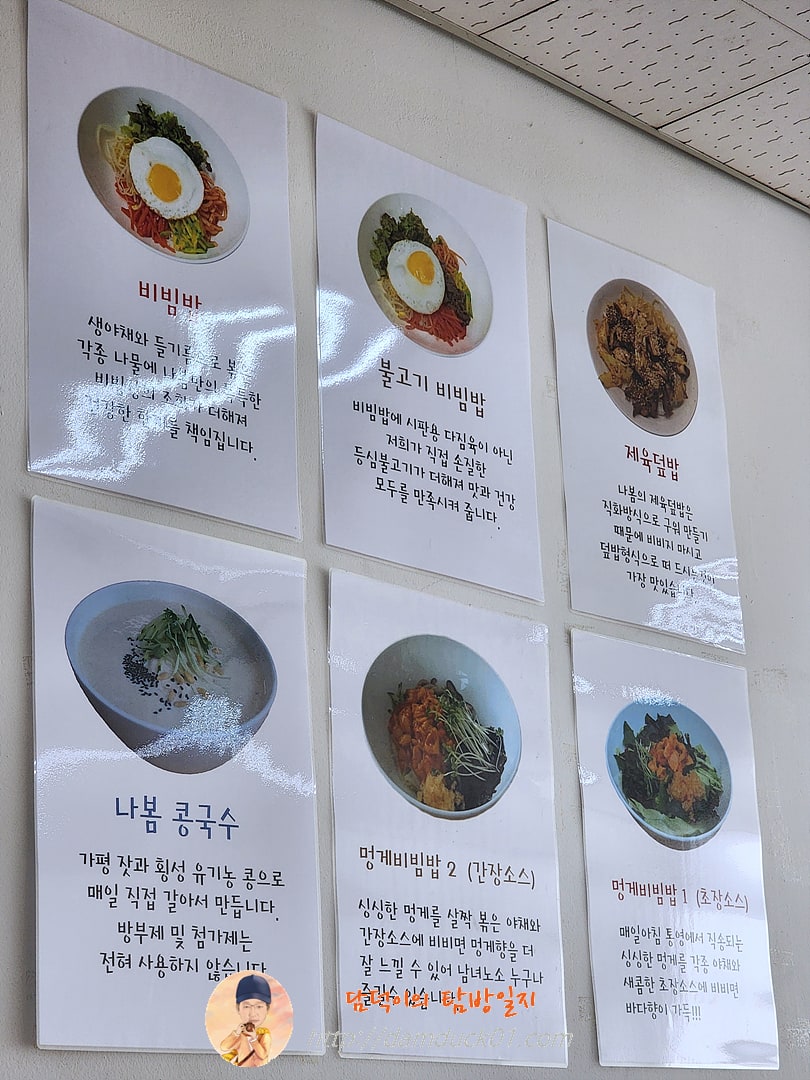 비빔밥
생야채와 들기름으로
각종 나물에
더해져
책임집니다.
불고기 비빔밥
비빔밥에 시판용 다짐육이 아닌
저희가 직접 손질한
등심불고기가 더해져 맛과 건강
모두를 만족시켜 줍니다.
제육덮밥
나봄의 제육덮밥은
직화방식으로 구워 만들기
때문에 비비지 마시고
덮밥형식으로 떠
가장 맛있습니다
나봄 콩국수
가평 잣과 횡성 유기농 콩으로
매일 직접 갈아서 만듭니다.
방부제 및 첨가제는
전혀 사용하지 않습니다
멍게비빔밥 2 (간장소스)
싱싱한 멍게를 살짝 볶은 야채와
간장소스에 비비면 멍게향을 더
잘 느낄 수 있어 남녀노소 누구나
즐길수 있습니다
멍게비빔밥 1 (초장소스)
매일아침 통영에서 직송되는
싱싱한 멍게를 각종 야채와
새콤한 초장소스에 비비면
바다향이 가득!!!
담덕이의 탐방일지
http://damduck01.com